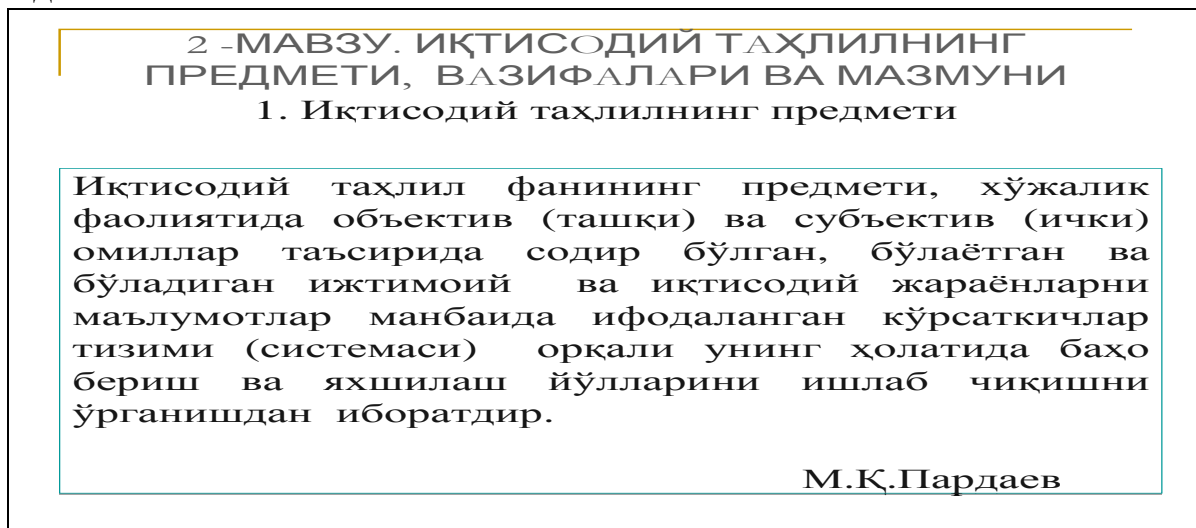 2 -МАВЗУ. ИҚТИСОДИЙ ТАҲЛИЛНИНГ
ПРЕДМЕТИ, ВАЗИФАЛАРИ ВА МАЗМУНИ
1. Иқтисодий таҳлилнинг предмети
Иқтисодий таҳлил фанининг предмети, хўжалик
фаолиятида объектив (ташқи) ва субъектив (ички)
омиллар таъсирида содир бўлган, бўлаётган ва
бўладиган ижтимоий ва иқтисодий жараёнларни
маълумотлар манбаида ифодаланган кўрсаткичлар
тизими (системаси) орқали унинг ҳолатида баҳо
бериш ва яхшилаш йўлларини ишлаб чиқишни
ўрганишдан иборатдир.
М.Қ.Пардаев